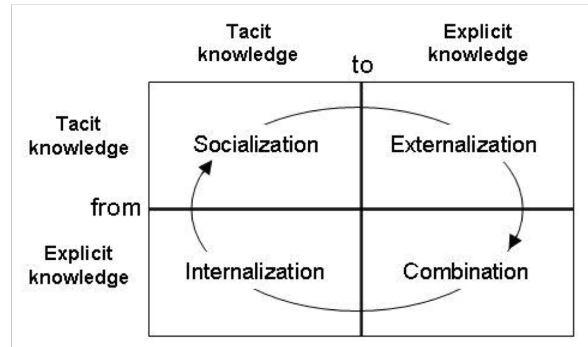 Tacit Explicit
knowledge to knowledge
Tacit
knowledge
Socialization Externalization
from
Explicit
knowledge
Internalization Combination